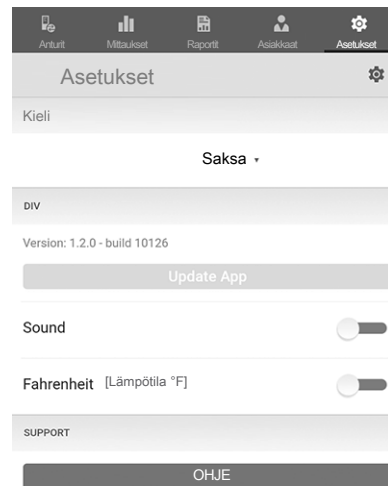 Anturit Mittaukset Raportit Asiakkaat Asetukset
Asetukset
Kieli
Saksa
DIV
Version: 1.2.0 - build 10126
Update App
Sound
Fahrenheit [Lämpötila °F]
SUPPORT
OHJE